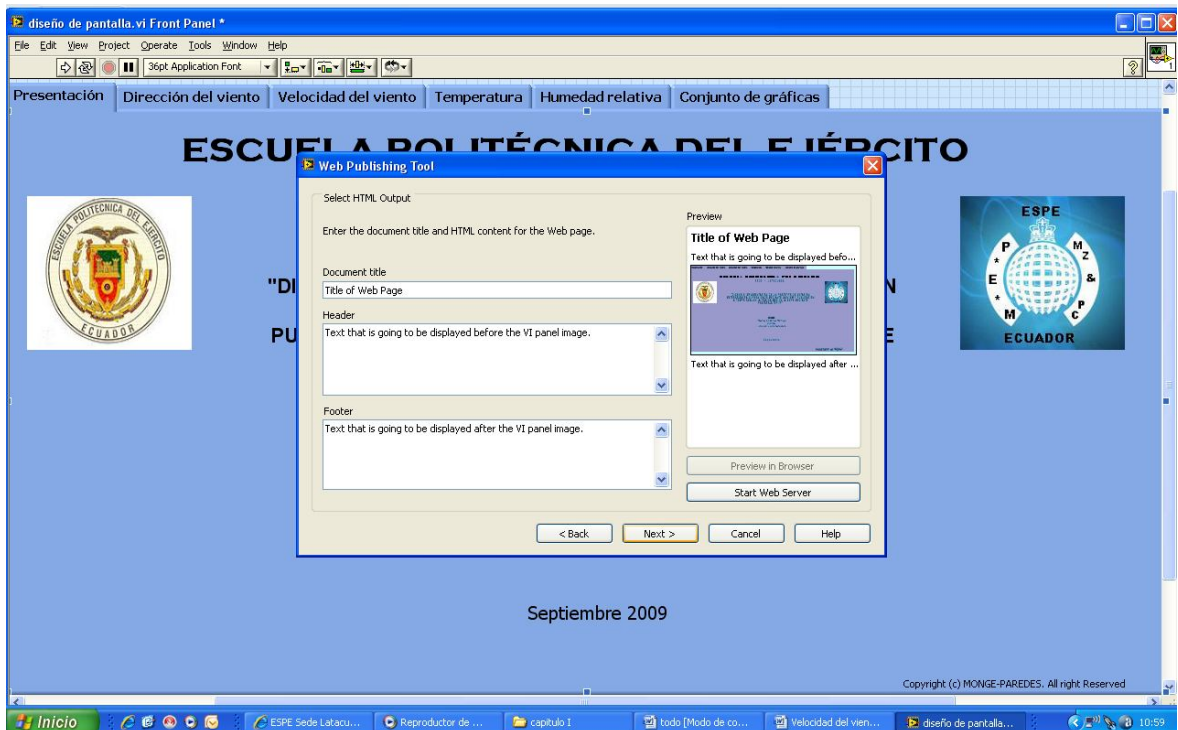 diseño de pantalla.vi Front Panel *
File Edit View Project Operate Tools Window Help
36pt Application Font
Presentación Dirección del viento Velocidad del viento Temperatura Humedad relativa Conjunto de gráficas
ESCUELA POLITÉCNICA DEL EJÉRCITO
ESCUELA POLITECNICA DEL EJERCITO
ECUADOR
ESPE
P * E * M
MZ & P C
ECUADOR
"DI
N
PU
E
Web Publishing Tool
Select HTML Output
Enter the document title and HTML content for the Web page.
Document title
Title of Web Page
Header
Text that is going to be displayed before the VI panel image.
Footer
Text that is going to be displayed after the VI panel image.
Preview
Title of Web Page
Text that is going to be displayed befo...
Text that is going to be displayed after ...
Preview in Browser
Start Web Server
< Back Next > Cancel Help
Septiembre 2009
Copyright (c) MONGE-PAREDES. All right Reserved
Inicio ESPE Sede Latacu... Reproductor de ... capitulo I todo [Modo de co... Velocidad del vien... diseño de pantalla... 10:59